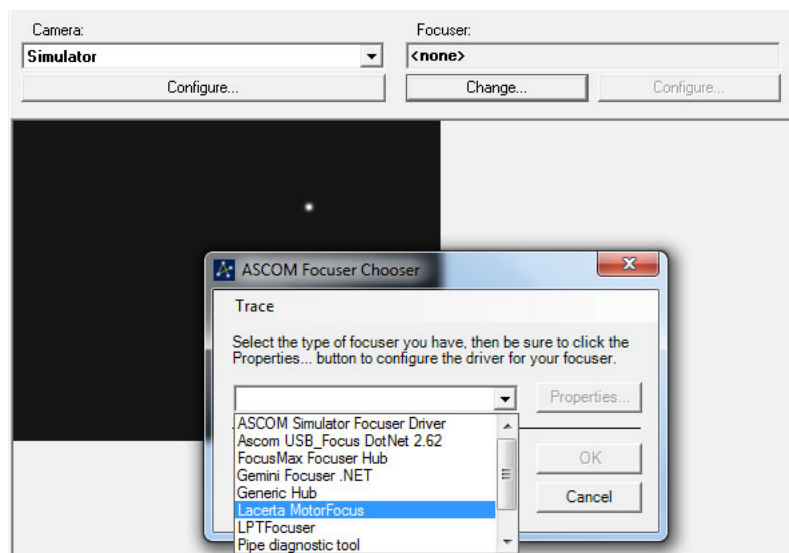 Camera:
Focuser:
Simulator
<none>
Configure...
Change...
Configure...
ASCOM Focuser Chooser
Trace
Select the type of focuser you have, then be sure to click the
Properties... button to configure the driver for your focuser.
Properties...
ASCOM Simulator Focuser Driver
Ascom USB_Focus DotNet 2.62
FocusMax Focuser Hub
Gemini Focuser .NET
Generic Hub
Lacerta MotorFocus
LPTFocuser
Pipe diagnostic tool
OK
Cancel